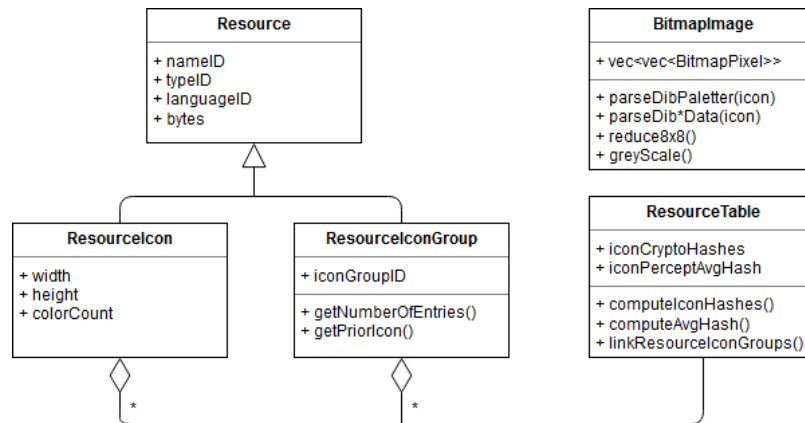 Resource
+ nameID
+ typeID
+ languageID
+ bytes
BitmapImage
+ vec<vec<BitmapPixel>>
+ parseDibPaletter(icon)
+ parseDib*Data(icon)
+ reduce8x8()
+ greyScale()
ResourceIcon
+ width
+ height
+ colorCount
ResourceIconGroup
+ iconGroupID
+ getNumberOfEntries()
+ getPriorIcon()
ResourceTable
+ iconCryptoHashes
+ iconPerceptAvgHash
+ computeIconHashes()
+ computeAvgHash()
+ linkResourceIconGroups()
*
*